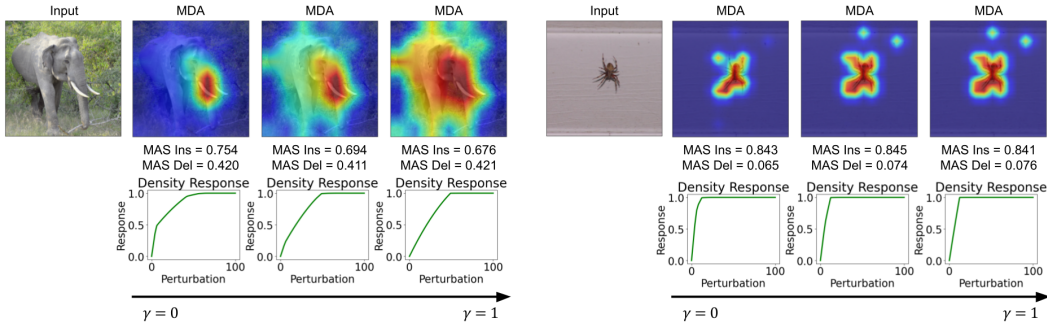 Input MDA MDA MDA
MAS Ins = 0.754 MAS Ins = 0.694 MAS Ins = 0.676
MAS Del = 0.420 MAS Del = 0.411 MAS Del = 0.421
Density Response Density Response Density Response
Response
1.0
0.5
0.0
0 100
Perturbation
Response
1.0
0.5
0.0
0 100
Perturbation
Response
1.0
0.5
0.0
0 100
Perturbation
γ = 0 γ = 1
Input MDA MDA MDA
MAS Ins = 0.843 MAS Ins = 0.845 MAS Ins = 0.841
MAS Del = 0.065 MAS Del = 0.074 MAS Del = 0.076
Density Response Density Response Density Response
Response
1.0
0.5
0.0
0 100
Perturbation
Response
1.0
0.5
0.0
0 100
Perturbation
Response
1.0
0.5
0.0
0 100
Perturbation
γ = 0 γ = 1